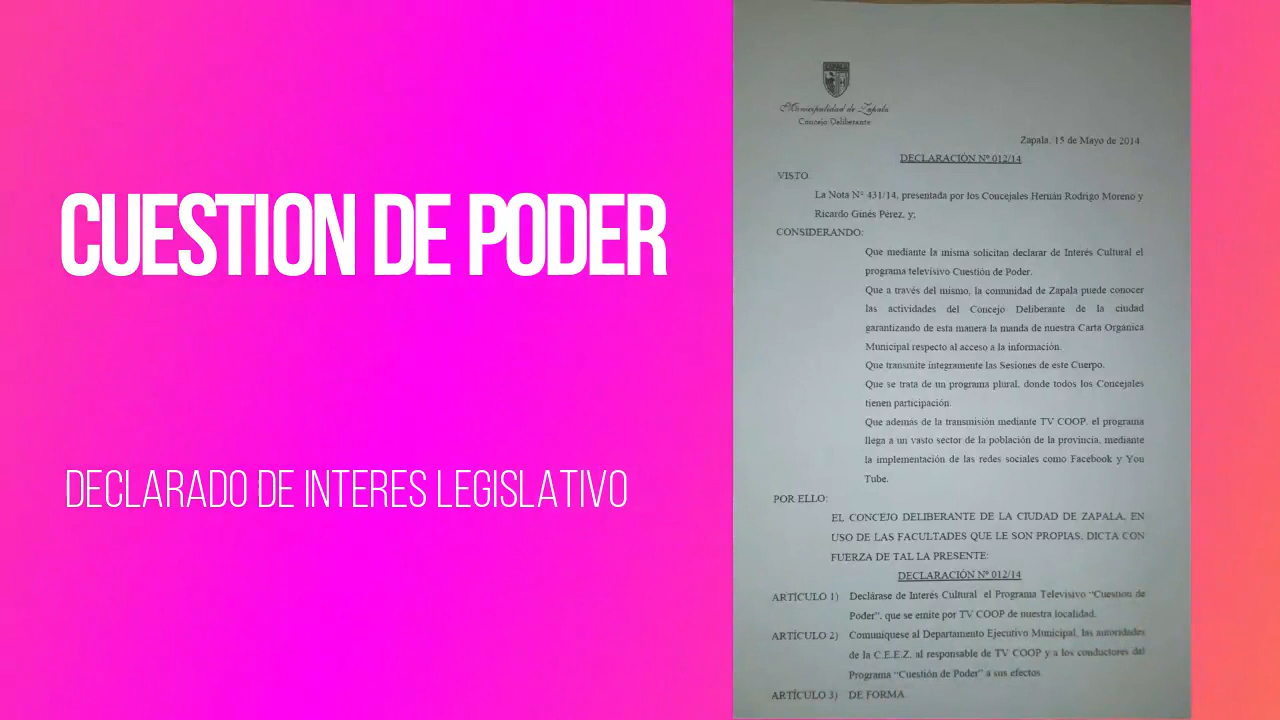 CUESTION DE PODER
DECLARADO DE INTERES LEGISLATIVO
Municipalidad de Zapala
Concejo Deliberante
Zapala, 15 de Mayo de 2014
DECLARACIÓN Nº 012/14
VISTO
La Nota Nº 431/14, presentada por los Concejales Hernán Rodrigo Moreno y
Ricardo Ginés Pérez, y;
CONSIDERANDO:
Que mediante la misma solicitan declarar de Interés Cultural el
programa televisivo Cuestión de Poder.
Que a través del mismo, la comunidad de Zapala puede conocer
las actividades del Concejo Deliberante de la ciudad
garantizando de esta manera la manda de nuestra Carta Orgánica
Municipal respecto al acceso a la información.
Que transmite íntegramente las Sesiones de este Cuerpo.
Que se trata de un programa plural, donde todos los Concejales
tienen participación.
Que además de la transmisión mediante TV COOP, el programa
llega a un vasto sector de la población de la provincia, mediante
la implementación de las redes sociales como Facebook y You
Tube.
POR ELLO:
EL CONCEJO DELIBERANTE DE LA CIUDAD DE ZAPALA, EN
USO DE LAS FACULTADES QUE LE SON PROPIAS, DICTA CON
FUERZA DE TAL LA PRESENTE:
DECLARACIÓN Nº 012/14
ARTÍCULO 1) Declárase de Interés Cultural el Programa Televisivo “Cuestion de
Poder”, que se emite por TV COOP de nuestra localidad.
ARTÍCULO 2) Comuníquese al Departamento Ejecutivo Municipal, las autoridades
de la C.E.E.Z. al responsable de TV COOP y a los conductores del
Programa “Cuestión de Poder” a sus efectos.
ARTÍCULO 3) DE FORMA